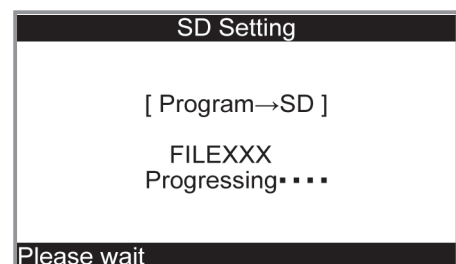 SD Setting
[ Program→SD ]
FILEXXX
Progressing▪▪▪▪
Please wait